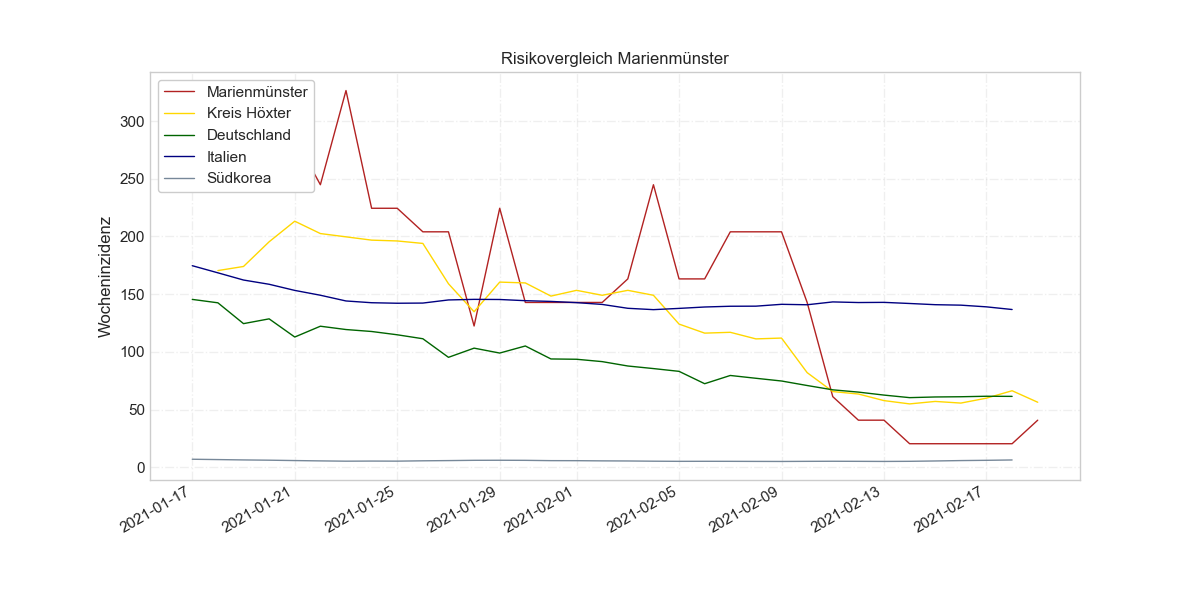 Risikovergleich Marienmünster
Marienmünster
Kreis Höxter
Deutschland
Italien
Südkorea
Wocheninzidenz
300
250
200
150
100
50
0
2021-01-17
2021-01-21
2021-01-25
2021-01-29
2021-02-01
2021-02-05
2021-02-09
2021-02-13
2021-02-17